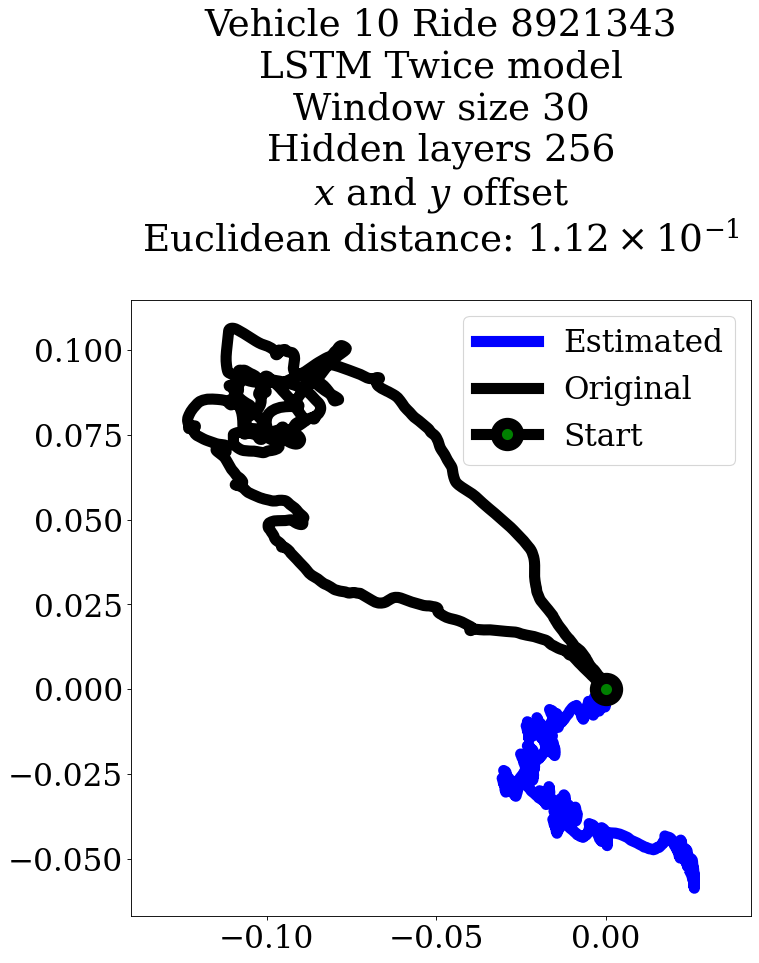 Vehicle 10 Ride 8921343
LSTM Twice model
Window size 30
Hidden layers 256
x and y offset
Euclidean distance: 1.12 × 10⁻¹
Estimated
Original
Start
0.100
0.075
0.050
0.025
0.000
−0.025
−0.050
−0.10
−0.05
0.00